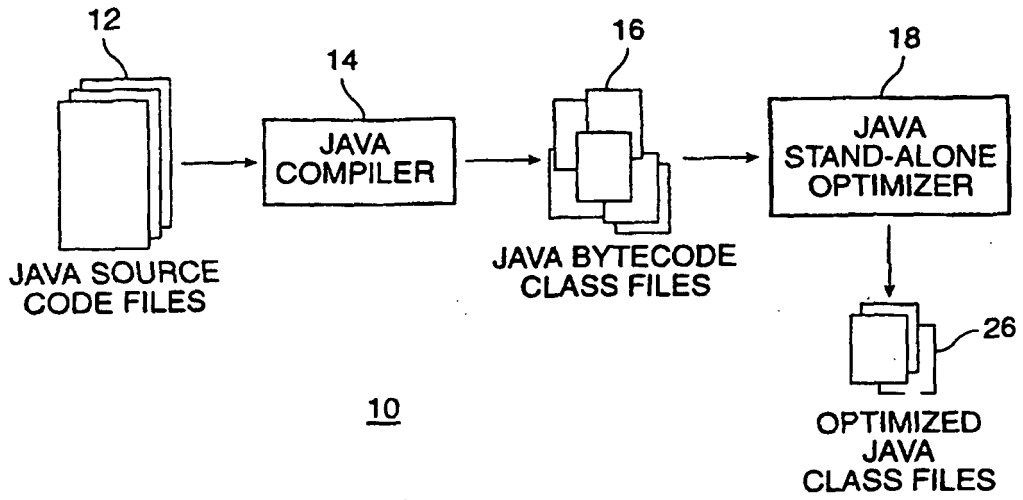 12
14
16
18
JAVA
COMPILER
JAVA
STAND-ALONE
OPTIMIZER
JAVA SOURCE
CODE FILES
JAVA BYTECODE
CLASS FILES
26
10
OPTIMIZED
JAVA
CLASS FILES